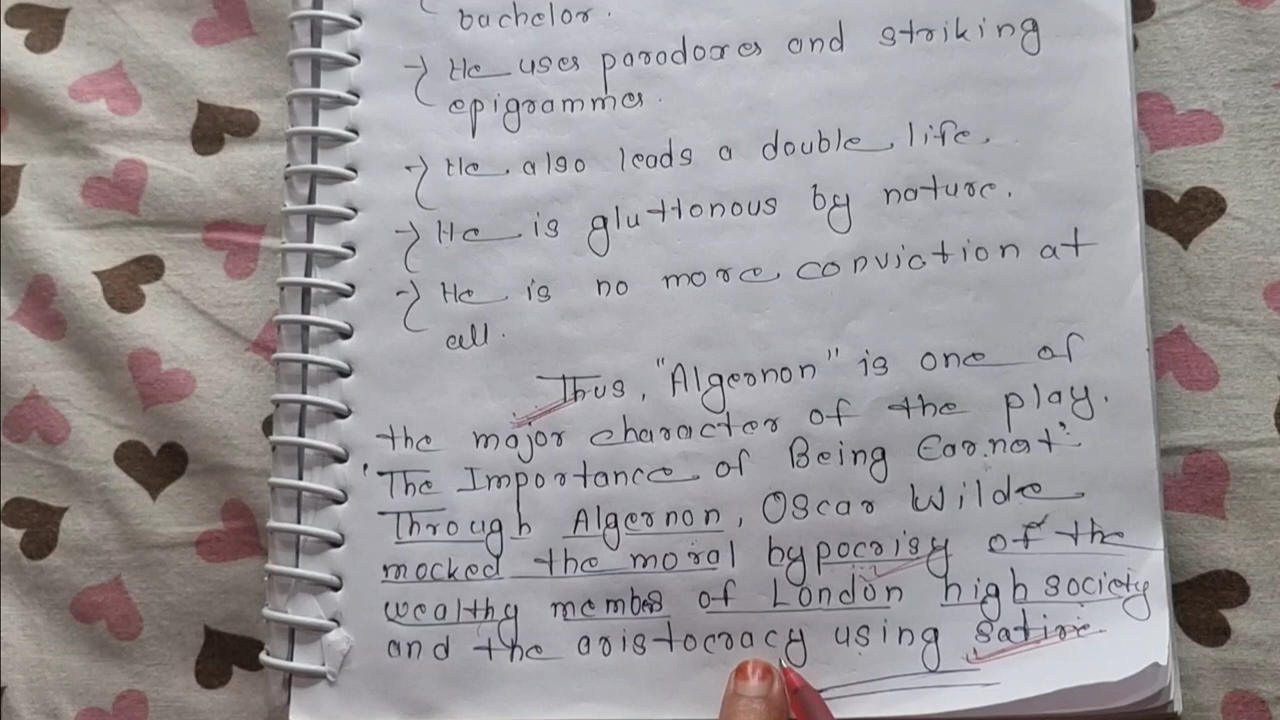 bachelor.
→ He uses paradoxes and striking
epigrammes.
→ He also leads a double life.
→ He is gluttonous by nature.
→ He is no more conviction at
all.
Thus, "Algernon" is one of
the major character of the play.
'The Importance of Being Earnat'.
Through Algernon, Oscar Wilde
mocked the moral hypocrisy of the
wealthy membes of London high society
and the aristocracy using satire